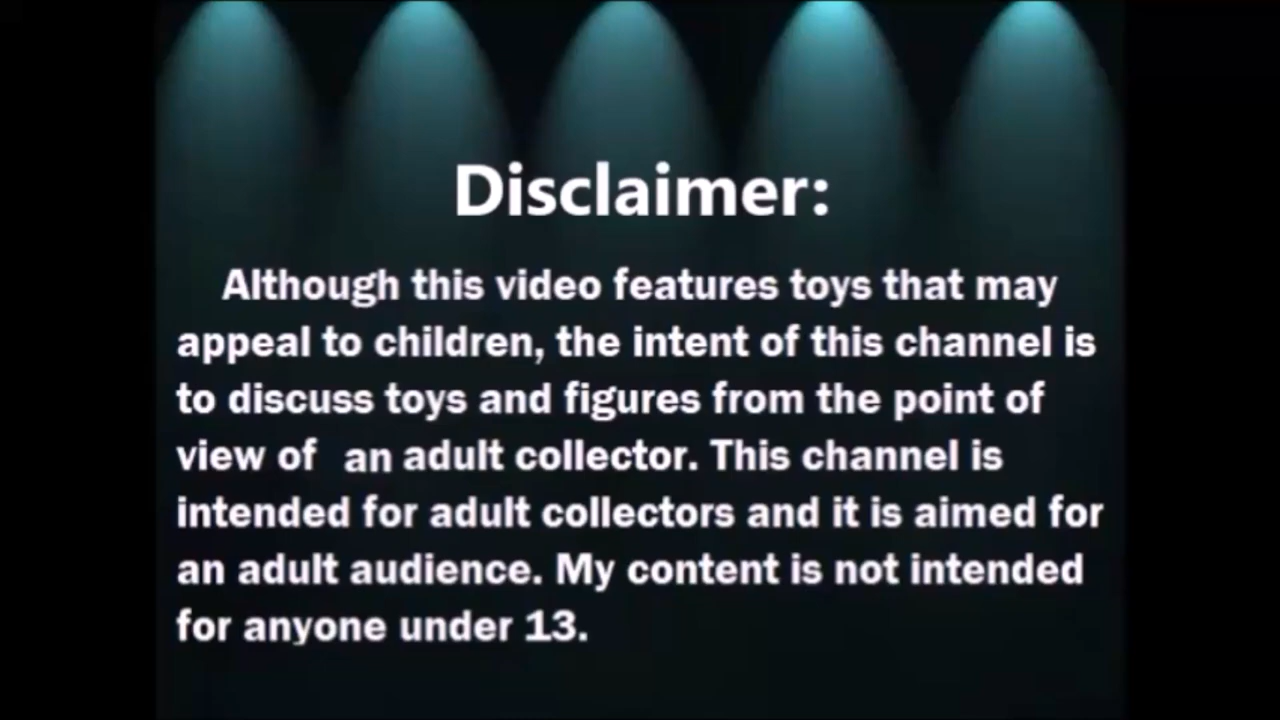 Disclaimer:
Although this video features toys that may
appeal to children, the intent of this channel is
to discuss toys and figures from the point of
view of an adult collector. This channel is
intended for adult collectors and it is aimed for
an adult audience. My content is not intended
for anyone under 13.